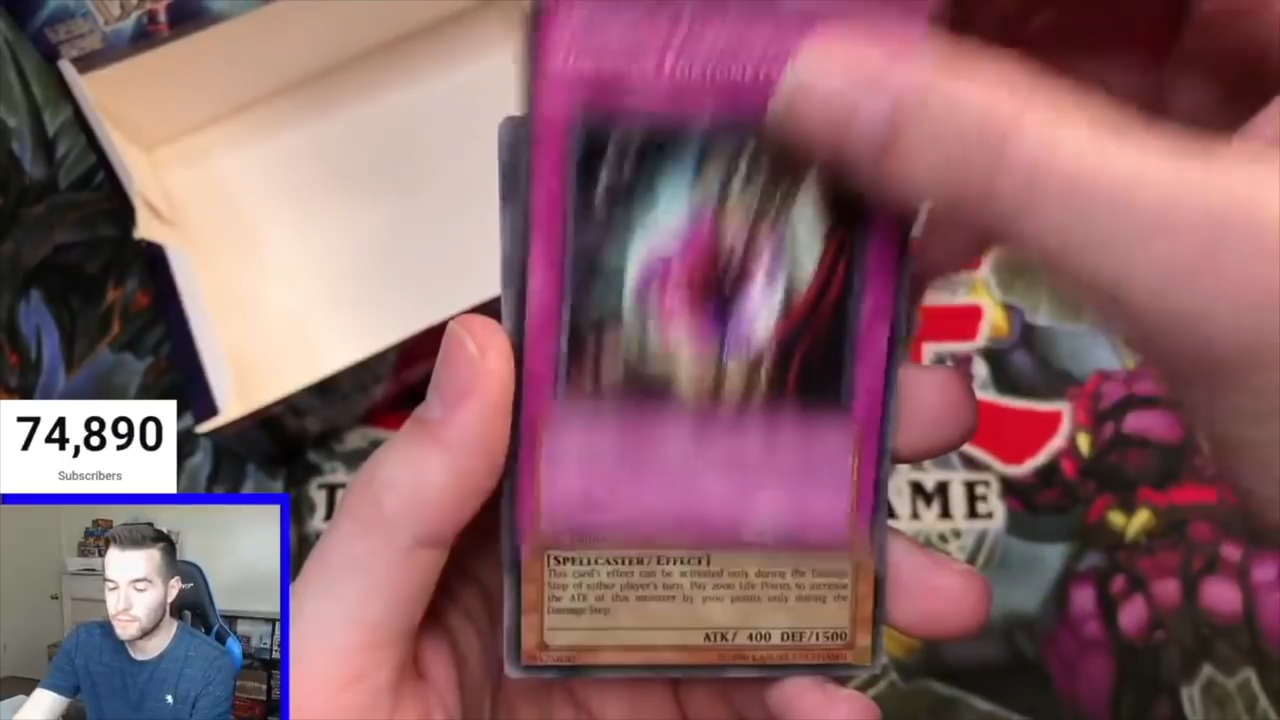 74,890
Subscribers
AME
[SPELLCASTER/EFFECT]
This card's effect can be activated only during the Damage
Step of either player's turn. Pay 2000 Life Points to increase
the ATK of this monster by 3000 points only during the
Damage Step.
ATK/ 400 DEF/1500